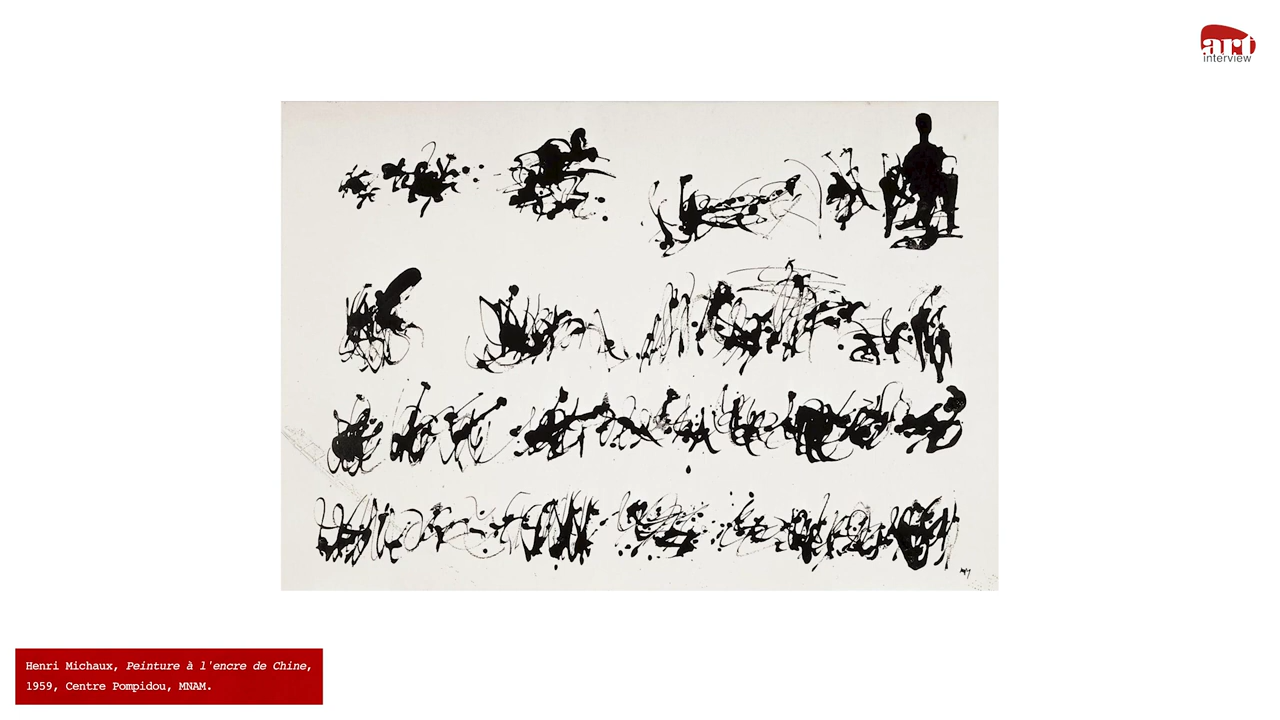 art
interview
Henri Michaux, Peinture à l'encre de Chine,
1959, Centre Pompidou, MNAM.